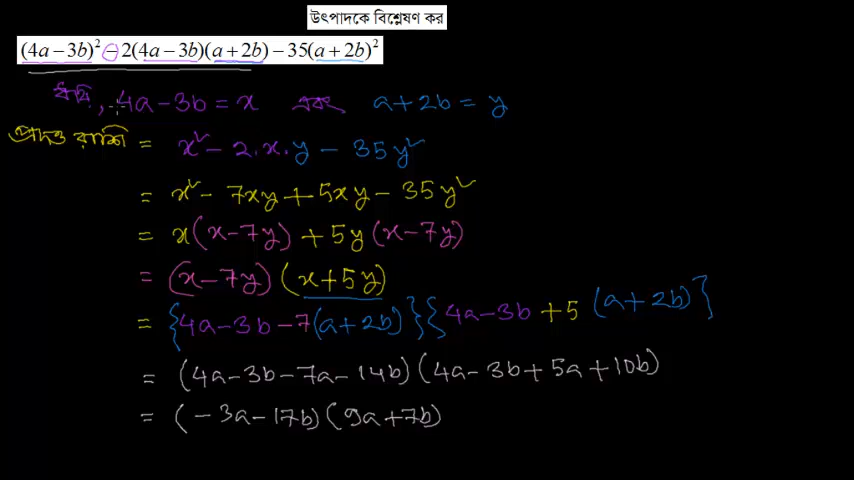 উৎপাদকে বিশ্লেষণ কর
(4a−3b)² − 2(4a−3b)(a+2b) − 35(a+2b)²
ধরি, 4a−3b = x এবং a+2b = y
প্রদত্ত রাশি = x² − 2·x·y − 35y²
= x² − 7xy + 5xy − 35y²
= x(x−7y) + 5y(x−7y)
= (x−7y)(x+5y)
= {4a−3b−7(a+2b)}{4a−3b+5(a+2b)}
= (4a−3b−7a−14b)(4a−3b+5a+10b)
= (−3a−17b)(9a+7b)